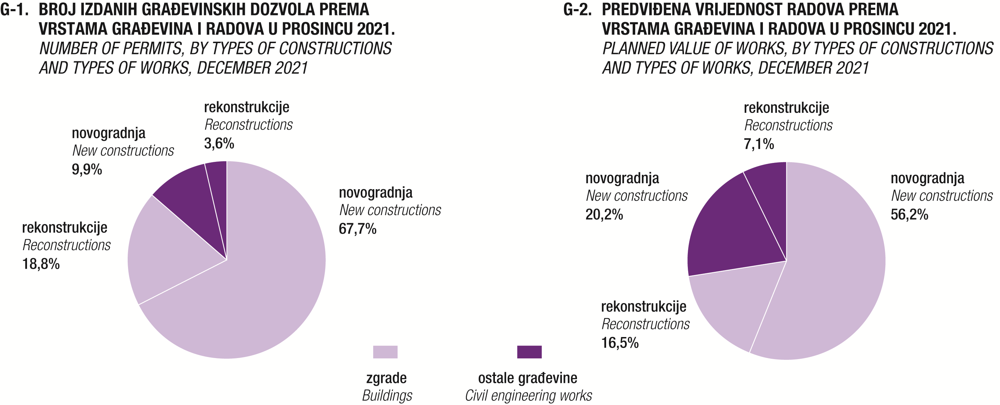 G-1. BROJ IZDANIH GRAĐEVINSKIH DOZVOLA PREMA
VRSTAMA GRAĐEVINA I RADOVA U PROSINCU 2021.
NUMBER OF PERMITS, BY TYPES OF CONSTRUCTIONS
AND TYPES OF WORKS, DECEMBER 2021
rekonstrukcije
Reconstructions
3,6%
novogradnja
New constructions
9,9%
novogradnja
New constructions
67,7%
rekonstrukcije
Reconstructions
18,8%
G-2. PREDVIĐENA VRIJEDNOST RADOVA PREMA
VRSTAMA GRAĐEVINA I RADOVA U PROSINCU 2021.
PLANNED VALUE OF WORKS, BY TYPES OF CONSTRUCTIONS
AND TYPES OF WORKS, DECEMBER 2021
rekonstrukcije
Reconstructions
7,1%
novogradnja
New constructions
20,2%
novogradnja
New constructions
56,2%
rekonstrukcije
Reconstructions
16,5%
zgrade
Buildings
ostale građevine
Civil engineering works